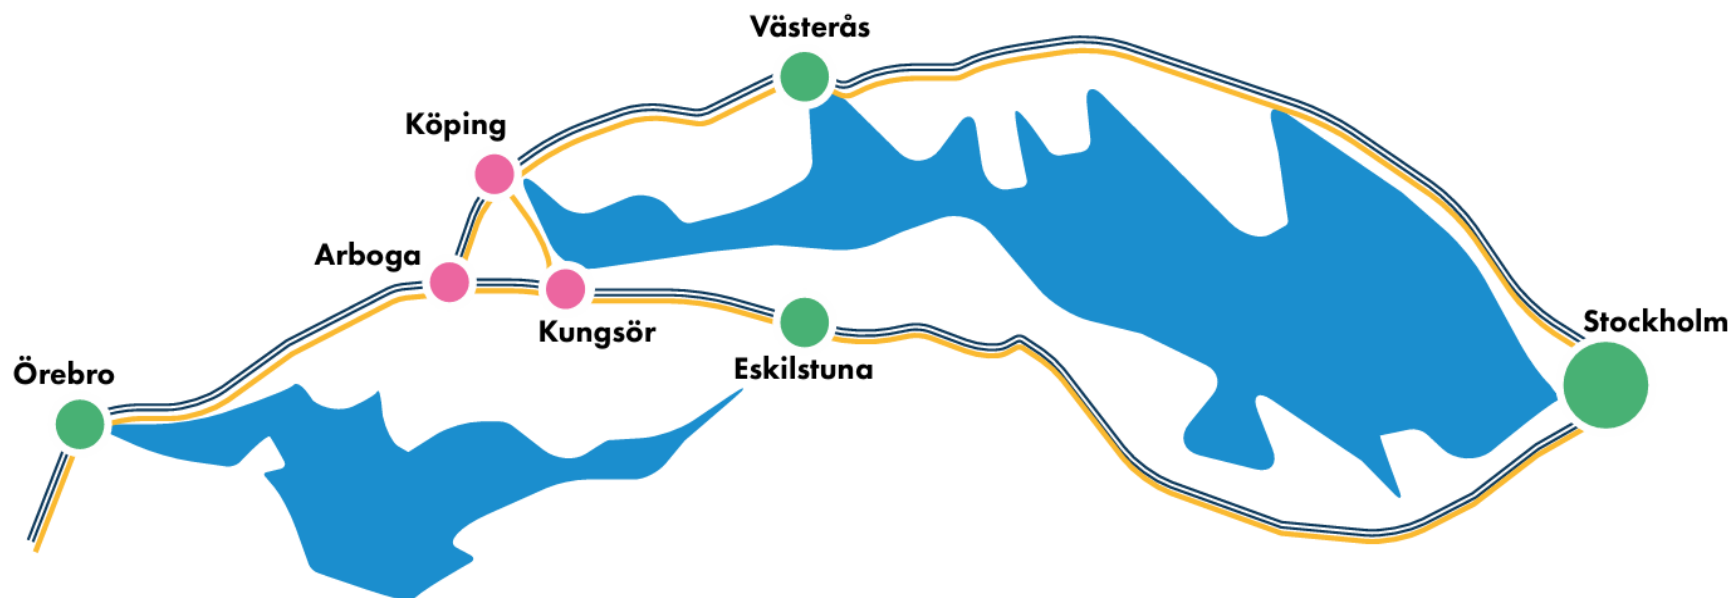 Västerås
Köping
Arboga
Kungsör
Stockholm
Örebro
Eskilstuna